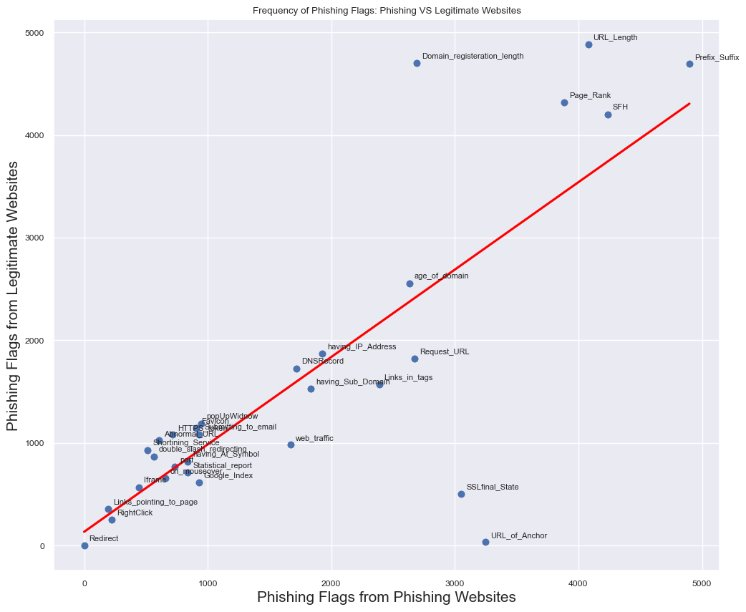 Frequency of Phishing Flags: Phishing VS Legitimate Websites
5000
URL_Length
Domain_registeration_length
Prefix_Suffix
Page_Rank
SFH
4000
Phishing Flags from Legitimate Websites
3000
age_of_domain
2000
having_IP_Address
Request_URL
DNSRecord
Links_in_tags
having_Sub_Domain
popUpWidnow
Favicon
Submitting_to_email
Abnormal_URL
1000
Shortining_Service
web_traffic
double_slash_redirecting
having_At_Symbol
Statistical_report
on_mouseover
Google_Index
Iframe
SSLfinal_State
Links_pointing_to_page
RightClick
URL_of_Anchor
Redirect
0
0
1000
2000
3000
4000
5000
Phishing Flags from Phishing Websites